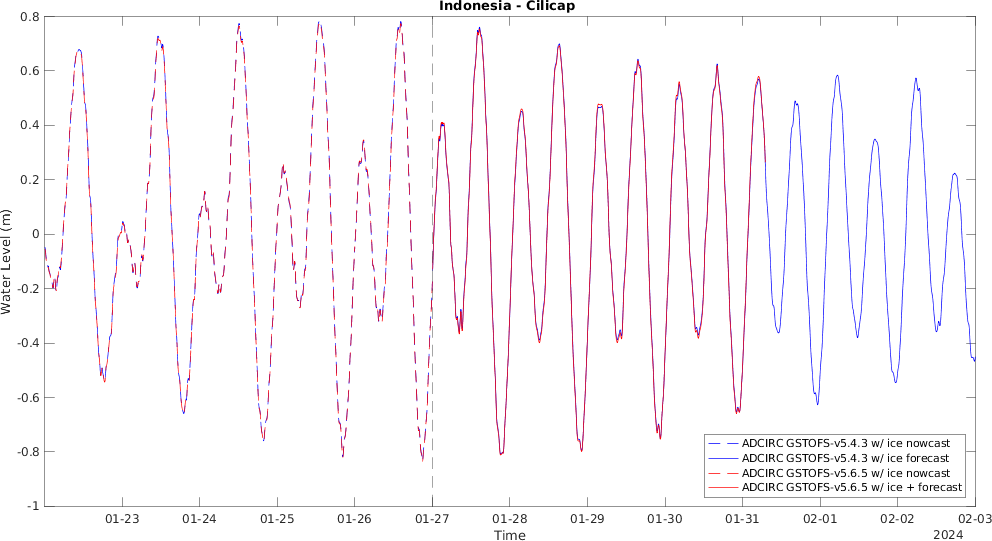 Indonesia - Cilicap
Water Level (m)
0.8
0.6
0.4
0.2
0
-0.2
-0.4
-0.6
-0.8
-1
ADCIRC GSTOFS-v5.4.3 w/ ice nowcast
ADCIRC GSTOFS-v5.4.3 w/ ice forecast
ADCIRC GSTOFS-v5.6.5 w/ ice nowcast
ADCIRC GSTOFS-v5.6.5 w/ ice + forecast
01-23 01-24 01-25 01-26 01-27 01-28 01-29 01-30 01-31 02-01 02-02 02-03
Time
2024